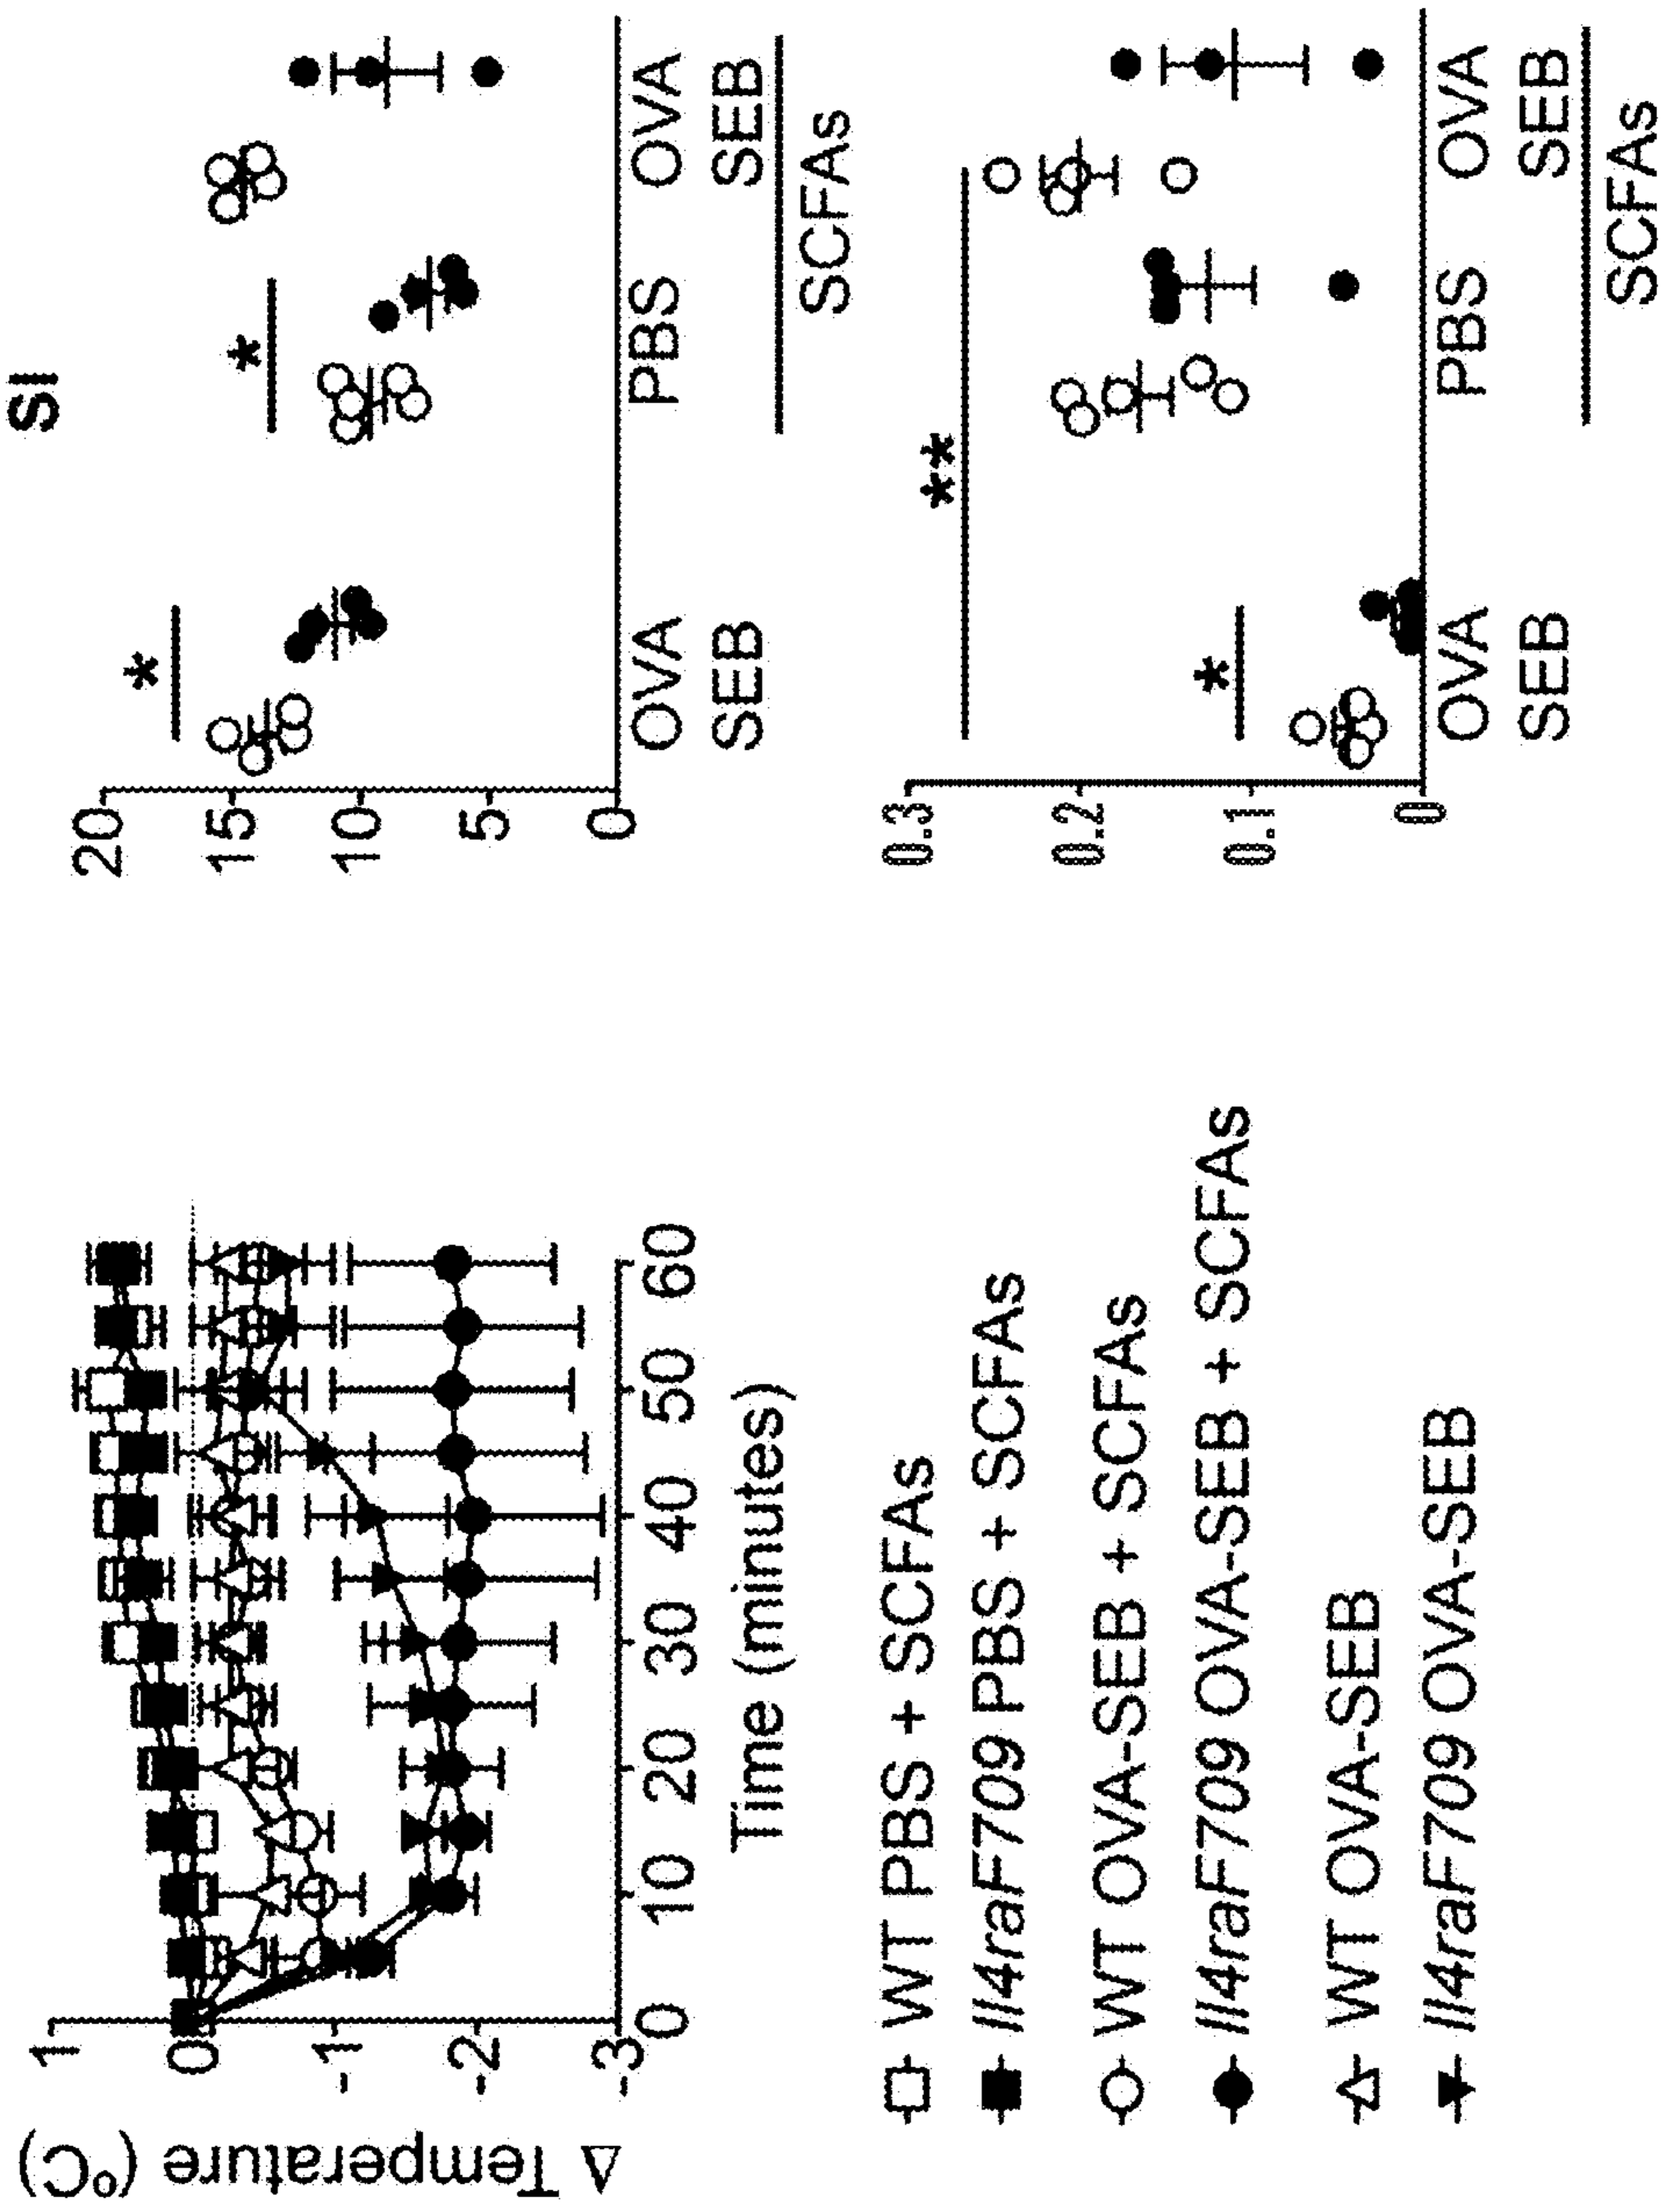 Δ Temperature (ºC)
1
0
-1
-2
-3
0 10 20 30 40 50 60
Time (minutes)
WT PBS + SCFAs
Il4raF709 PBS + SCFAs
WT OVA-SEB + SCFAs
Il4raF709 OVA-SEB + SCFAs
WT OVA-SEB
Il4raF709 OVA-SEB
SI
20
15
10
5
0
*
*
OVA PBS OVA
SEB SEB
SCFAs
0.3
0.2
0.1
0
*
**
OVA PBS OVA
SEB SEB
SCFAs